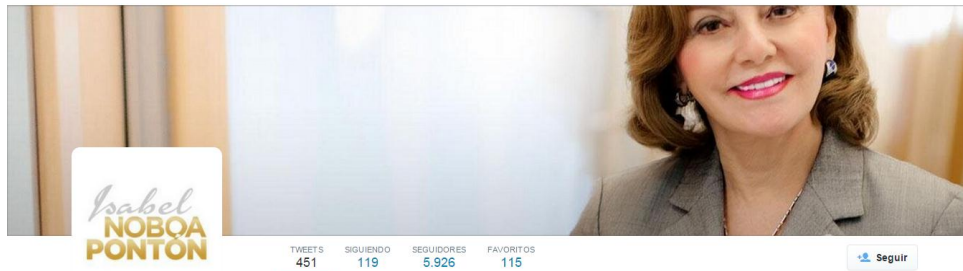 Isabel
NOBOA
PONTÓN
TWEETS SIGUIENDO SEGUIDORES FAVORITOS
451 119 5.926 115
Seguir